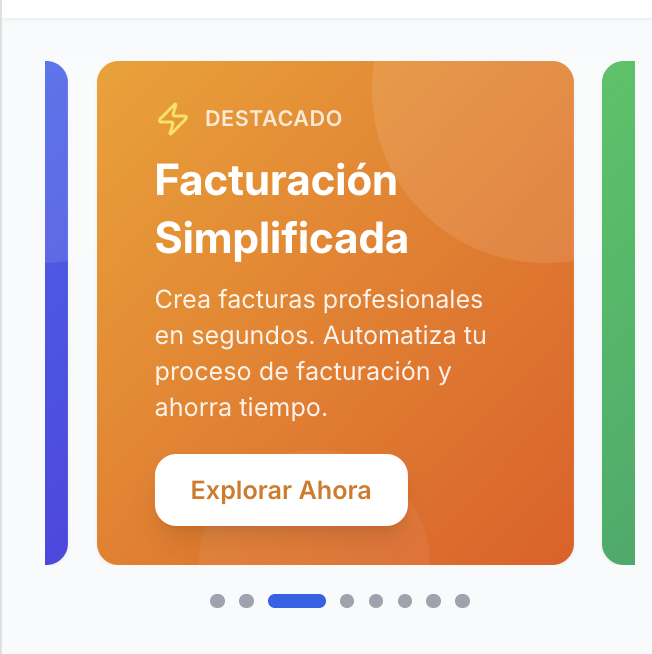 DESTACADO
Facturación
Simplificada
Crea facturas profesionales
en segundos. Automatiza tu
proceso de facturación y
ahorra tiempo.
Explorar Ahora